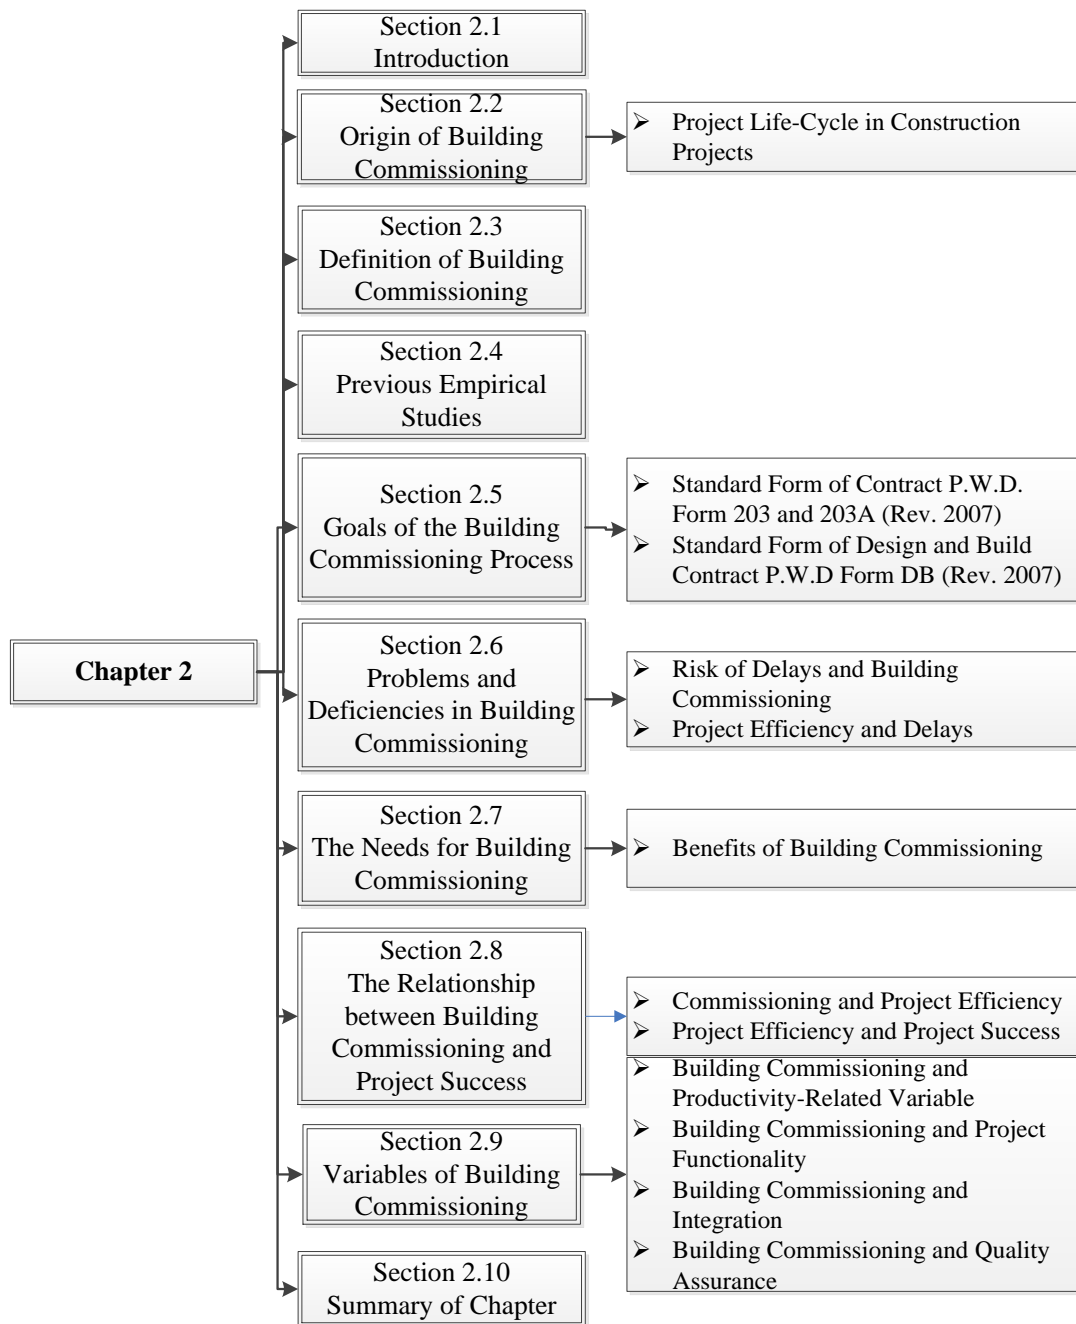 Section 2.1
Introduction
Section 2.2
Origin of Building
Commissioning
➢ Project Life-Cycle in Construction
Projects
Section 2.3
Definition of Building
Commissioning
Section 2.4
Previous Empirical
Studies
Section 2.5
Goals of the Building
Commissioning Process
➢ Standard Form of Contract P.W.D.
Form 203 and 203A (Rev. 2007)
➢ Standard Form of Design and Build
Contract P.W.D Form DB (Rev. 2007)
Chapter 2
Section 2.6
Problems and
Deficiencies in Building
Commissioning
➢ Risk of Delays and Building
Commissioning
➢ Project Efficiency and Delays
Section 2.7
The Needs for Building
Commissioning
➢ Benefits of Building Commissioning
Section 2.8
The Relationship
between Building
Commissioning and
Project Success
➢ Commissioning and Project Efficiency
➢ Project Efficiency and Project Success
Section 2.9
Variables of Building
Commissioning
➢ Building Commissioning and
Productivity-Related Variable
➢ Building Commissioning and Project
Functionality
➢ Building Commissioning and
Integration
➢ Building Commissioning and Quality
Assurance
Section 2.10
Summary of Chapter